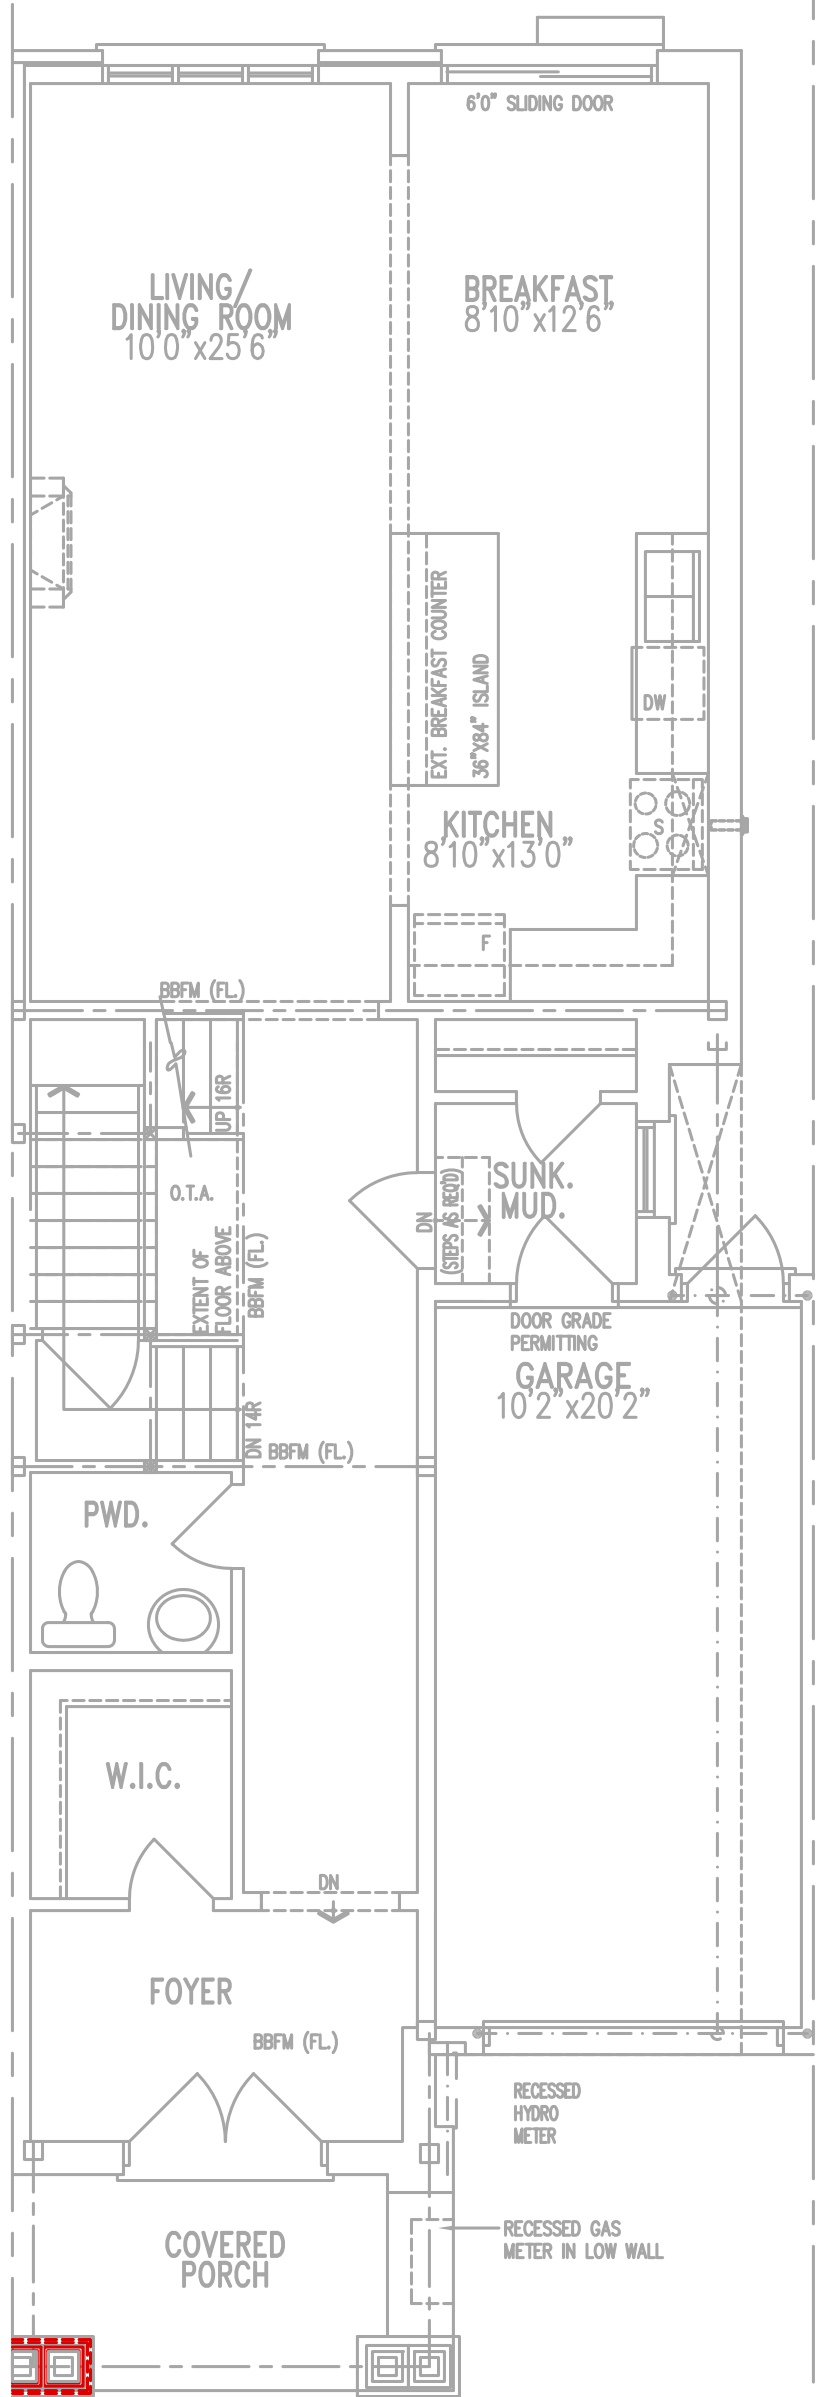 6'0" SLIDING DOOR
LIVING/
DINING ROOM
10'0"x25'6"
BREAKFAST
8'10"x12'6"
EXT. BREAKFAST COUNTER
36"X84" ISLAND
DW
S
KITCHEN
8'10"x13'0"
F
BBFM (FL.)
UP 16R
O.T.A.
EXTENT OF
FLOOR ABOVE
BBFM (FL.)
DN
(STEPS AS REQ'D)
SUNK.
MUD.
DOOR GRADE
PERMITTING
GARAGE
10'2"x20'2"
DN 14R
BBFM (FL.)
PWD.
W.I.C.
DN
FOYER
BBFM (FL.)
RECESSED
HYDRO
METER
COVERED
PORCH
RECESSED GAS
METER IN LOW WALL